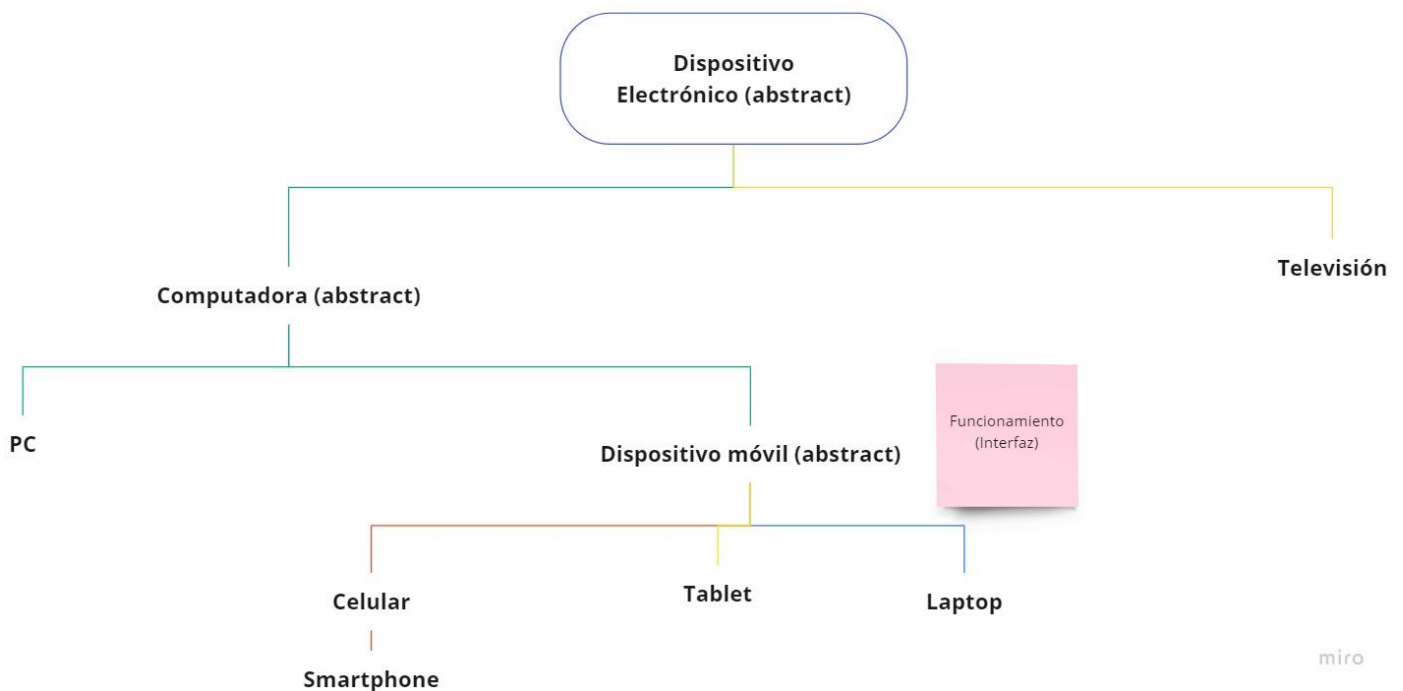 Dispositivo
Electrónico (abstract)
Televisión
Computadora (abstract)
Funcionamiento
(Interfaz)
PC
Dispositivo móvil (abstract)
Celular
Tablet
Laptop
Smartphone
miro